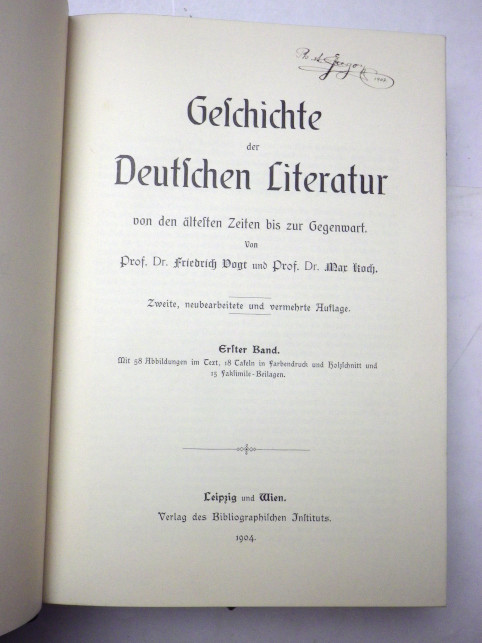 Geschichte
der
Deutschen Literatur
von den ältesten Zeiten bis zur Gegenwart.
Von
Prof. Dr. Friedrich Vogt und Prof. Dr. Max Koch.
Zweite, neubearbeitete und vermehrte Auflage.
Erster Band.
Mit 58 Abbildungen im Text, 18 Tafeln in Farbendruck und Holzschnitt und
15 Faksimile-Beilagen.
Leipzig und Wien.
Verlag des Bibliographischen Instituts.
1904.